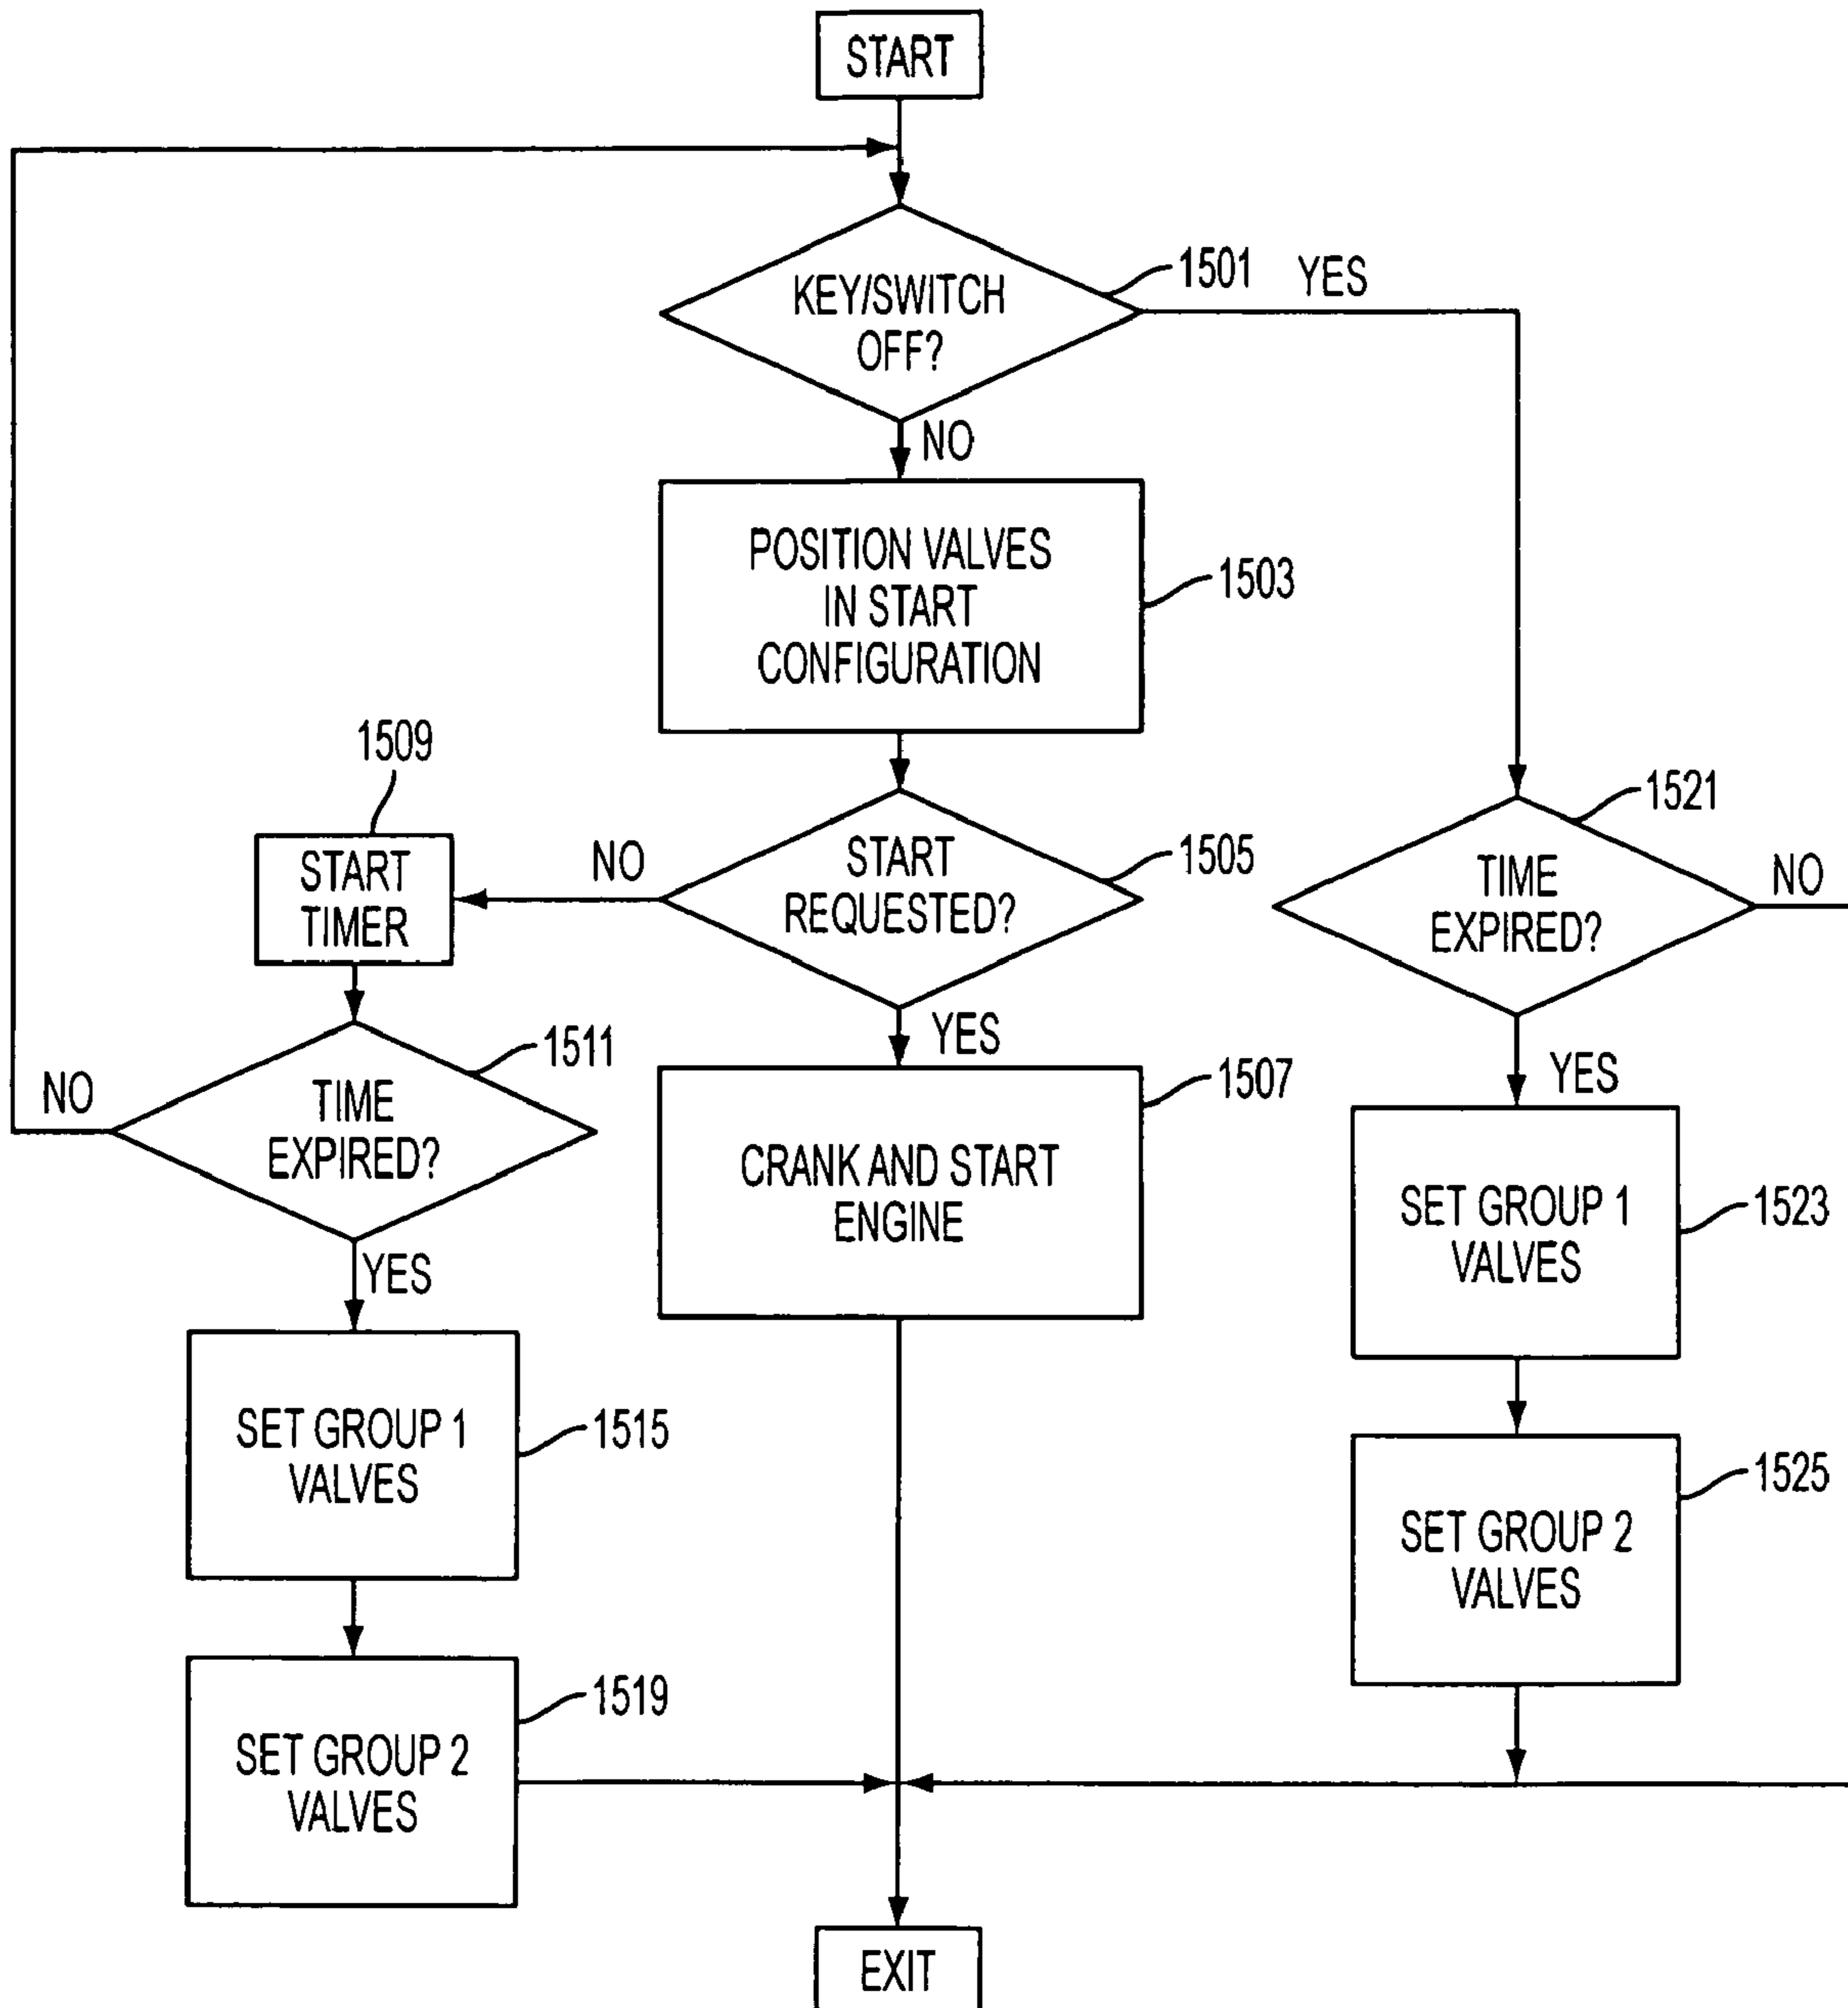 START
KEY/SWITCH
OFF?
1501
YES
NO
POSITION VALVES
IN START
CONFIGURATION
1503
1509
START
TIMER
NO
START
REQUESTED?
1505
1521
TIME
EXPIRED?
NO
YES
1511
NO
TIME
EXPIRED?
YES
1507
CRANK AND START
ENGINE
YES
SET GROUP 1
VALVES
1523
SET GROUP 1
VALVES
1515
SET GROUP 2
VALVES
1525
SET GROUP 2
VALVES
1519
EXIT